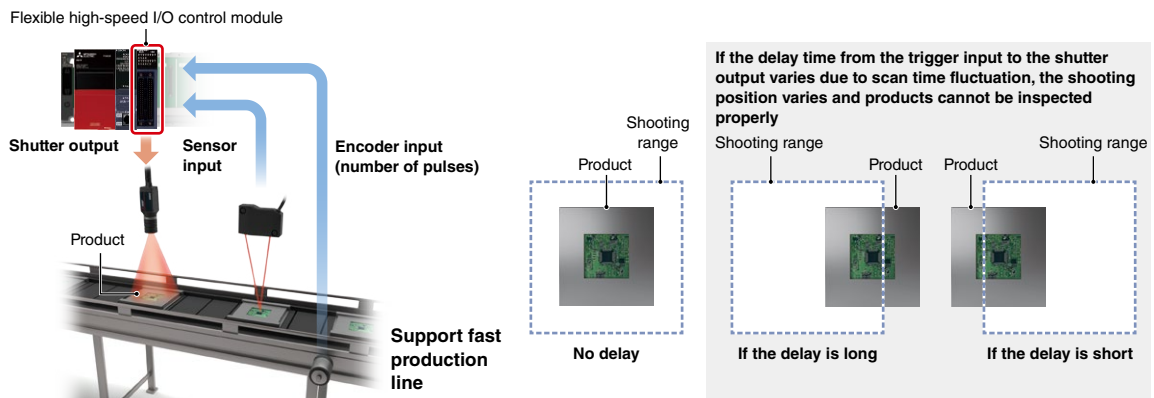 Flexible high-speed I/O control module
Shutter output
Sensor
input
Encoder input
(number of pulses)
Product
Support fast
production
line
Shooting
range
Product
No delay
If the delay time from the trigger input to the shutter
output varies due to scan time fluctuation, the shooting
position varies and products cannot be inspected
properly
Shooting range
Product
If the delay is long
Product
Shooting range
If the delay is short